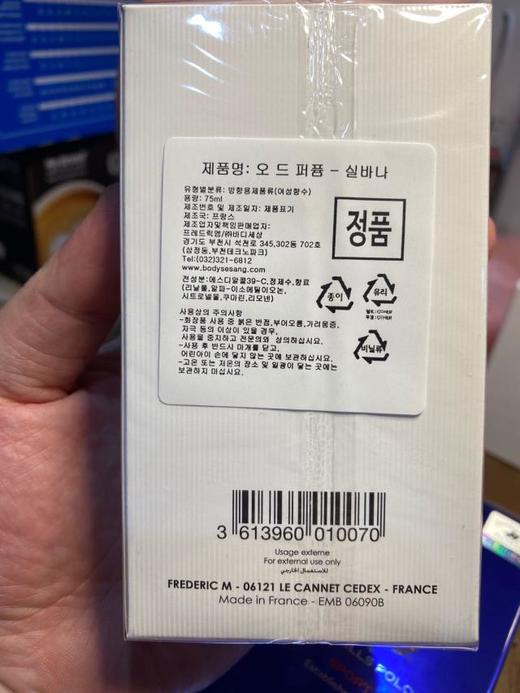 제품명: 오 드 퍼퓸 - 실바나
유형별분류: 방향용제품류(여성향수)
용량: 75ml
제조번호 및 제조일자: 제품표기
제조국: 프랑스
제조업자및책임판매업자:
프레드릭엠/㈜바디세상
경기도 부천시 석천로 345,302동 702호
(삼정동,부천테크노파크)
Tel:(032)321-6812
www.bodysesang.com
정품
전성분:에스디알콜39-C,정제수,향료
(리날룰,알파-이소메틸이오논,
시트로넬올,쿠마린,리모넨)
종이
유리
비닐류
사용상의 주의사항
-화장품 사용 중 붉은 반점,부어오름,가려움증,
자극 등의 이상이 있을 경우,
사용을 중지하고 전문의와 상의하십시오.
-사용 후 반드시 마개를 닫고,
어린아이 손에 닿지 않는 곳에 보관하십시오.
-고온 또는 저온의 장소 및 일광이 닿는 곳에는
보관하지 마십시오.
3 613960 010070
Usage externe
For external use only
للاستعمال الخارجي
FREDERIC M - 06121 LE CANNET CEDEX - FRANCE
Made in France - EMB 06090B
LLS POLO
SPORT
Establish